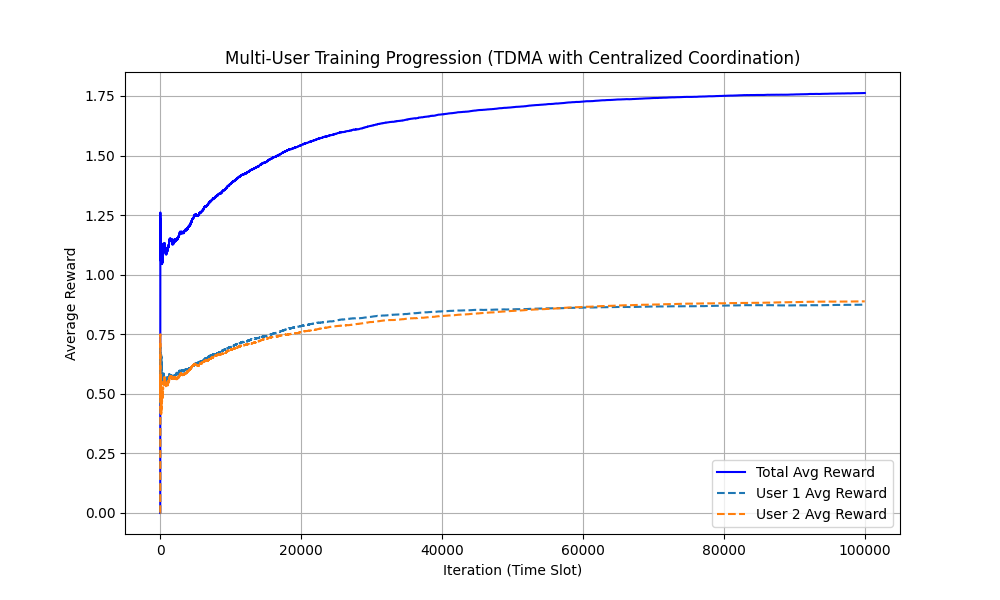 Multi-User Training Progression (TDMA with Centralized Coordination)
Average Reward
1.75
1.50
1.25
1.00
0.75
0.50
0.25
0.00
0 20000 40000 60000 80000 100000
Iteration (Time Slot)
Total Avg Reward
User 1 Avg Reward
User 2 Avg Reward